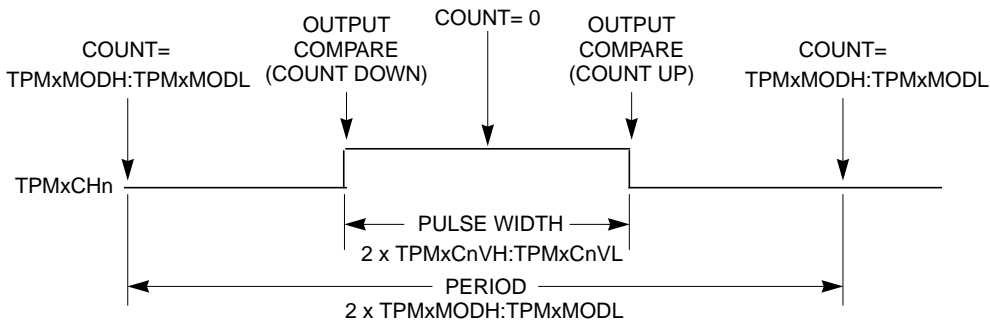 COUNT=
TPMxMODH:TPMxMODL
OUTPUT
COMPARE
(COUNT DOWN)
COUNT= 0
OUTPUT
COMPARE
(COUNT UP)
COUNT=
TPMxMODH:TPMxMODL
TPMxCHn
PULSE WIDTH
2 x TPMxCnVH:TPMxCnVL
PERIOD
2 x TPMxMODH:TPMxMODL